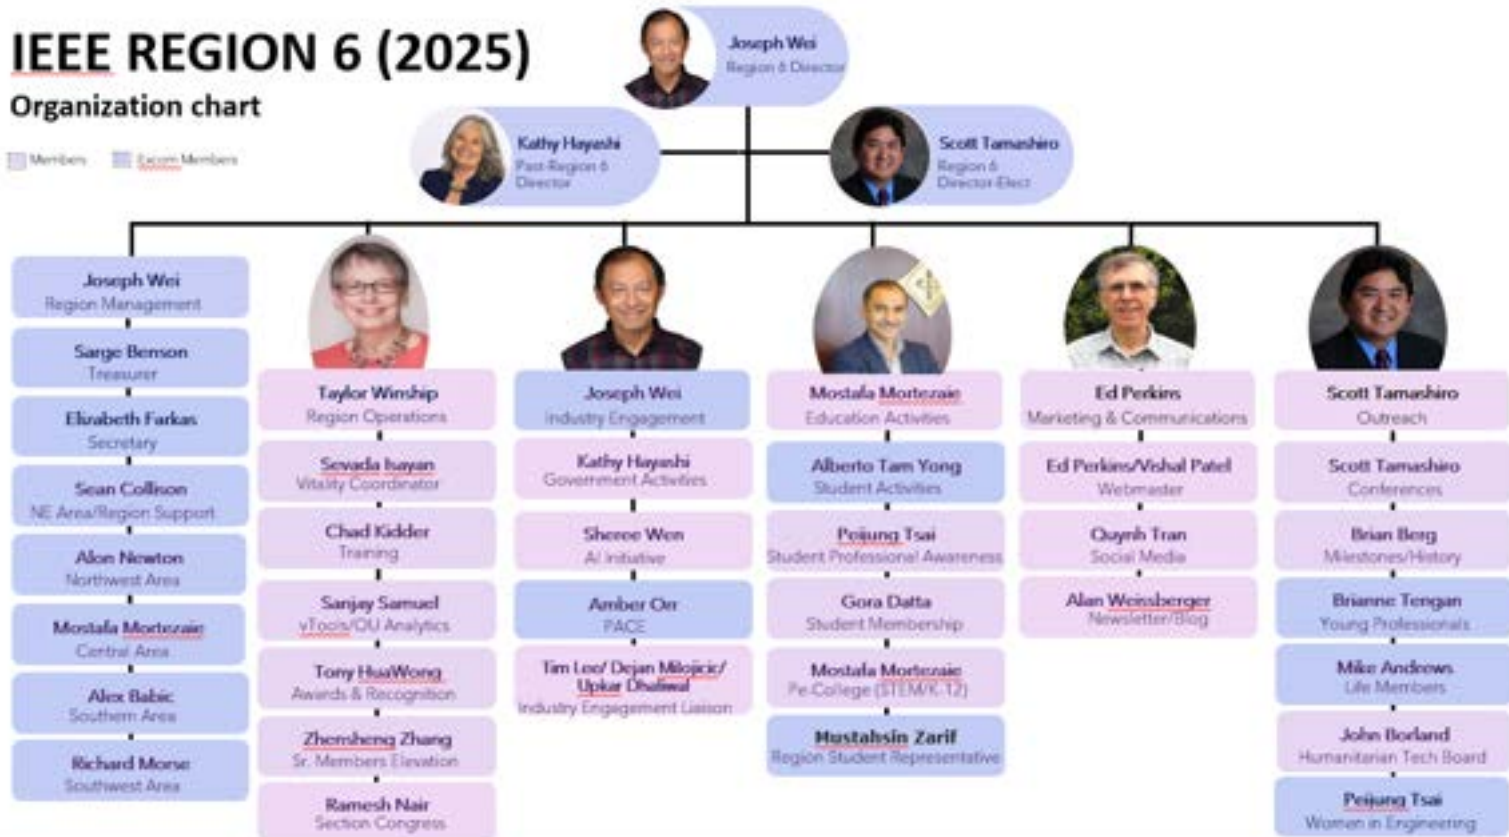 IEEE REGION 6 (2025)
Organization chart
Members
Excom Members
Joseph Wei
Region 6 Director
Kathy Hayashi
Past-Region 6
Director
Scott Tamashiro
Region 6
Director-Elect
Joseph Wei
Region Management
Sarge Benson
Treasurer
Elizabeth Farkas
Secretary
Sean Collison
NE Area/Region Support
Alon Newton
Northwest Area
Mostafa Mortezaie
Central Area
Alex Babic
Southern Area
Richard Morse
Southwest Area
Taylor Winship
Region Operations
Sevada Isayan
Vitality Coordinator
Chad Kidder
Training
Sanjay Samuel
vTools/OU Analytics
Tony HuaWong
Awards & Recognition
Zhensheng Zhang
Sr. Members Elevation
Ramesh Nair
Section Congress
Joseph Wei
Industry Engagement
Kathy Hayashi
Government Activities
Sheree Wen
AI Initiative
Amber Orr
PACE
Tim Lee/ Dejan Milojicic/
Upkar Dhaliwal
Industry Engagement Liaison
Mostafa Mortezaie
Education Activities
Alberto Tam Yong
Student Activities
Peijung Tsai
Student Professional Awareness
Gora Datta
Student Membership
Mostafa Mortezaie
Pe-College (STEM/K-12)
Mustahsin Zarif
Region Student Representative
Ed Perkins
Marketing & Communications
Ed Perkins/Vishal Patel
Webmaster
Quynh Tran
Social Media
Alan Weissberger
Newsletter/Blog
Scott Tamashiro
Outreach
Scott Tamashiro
Conferences
Brian Berg
Milestones/History
Brianne Tengan
Young Professionals
Mike Andrews
Life Members
John Borland
Humanitarian Tech Board
Peijung Tsai
Women in Engineering